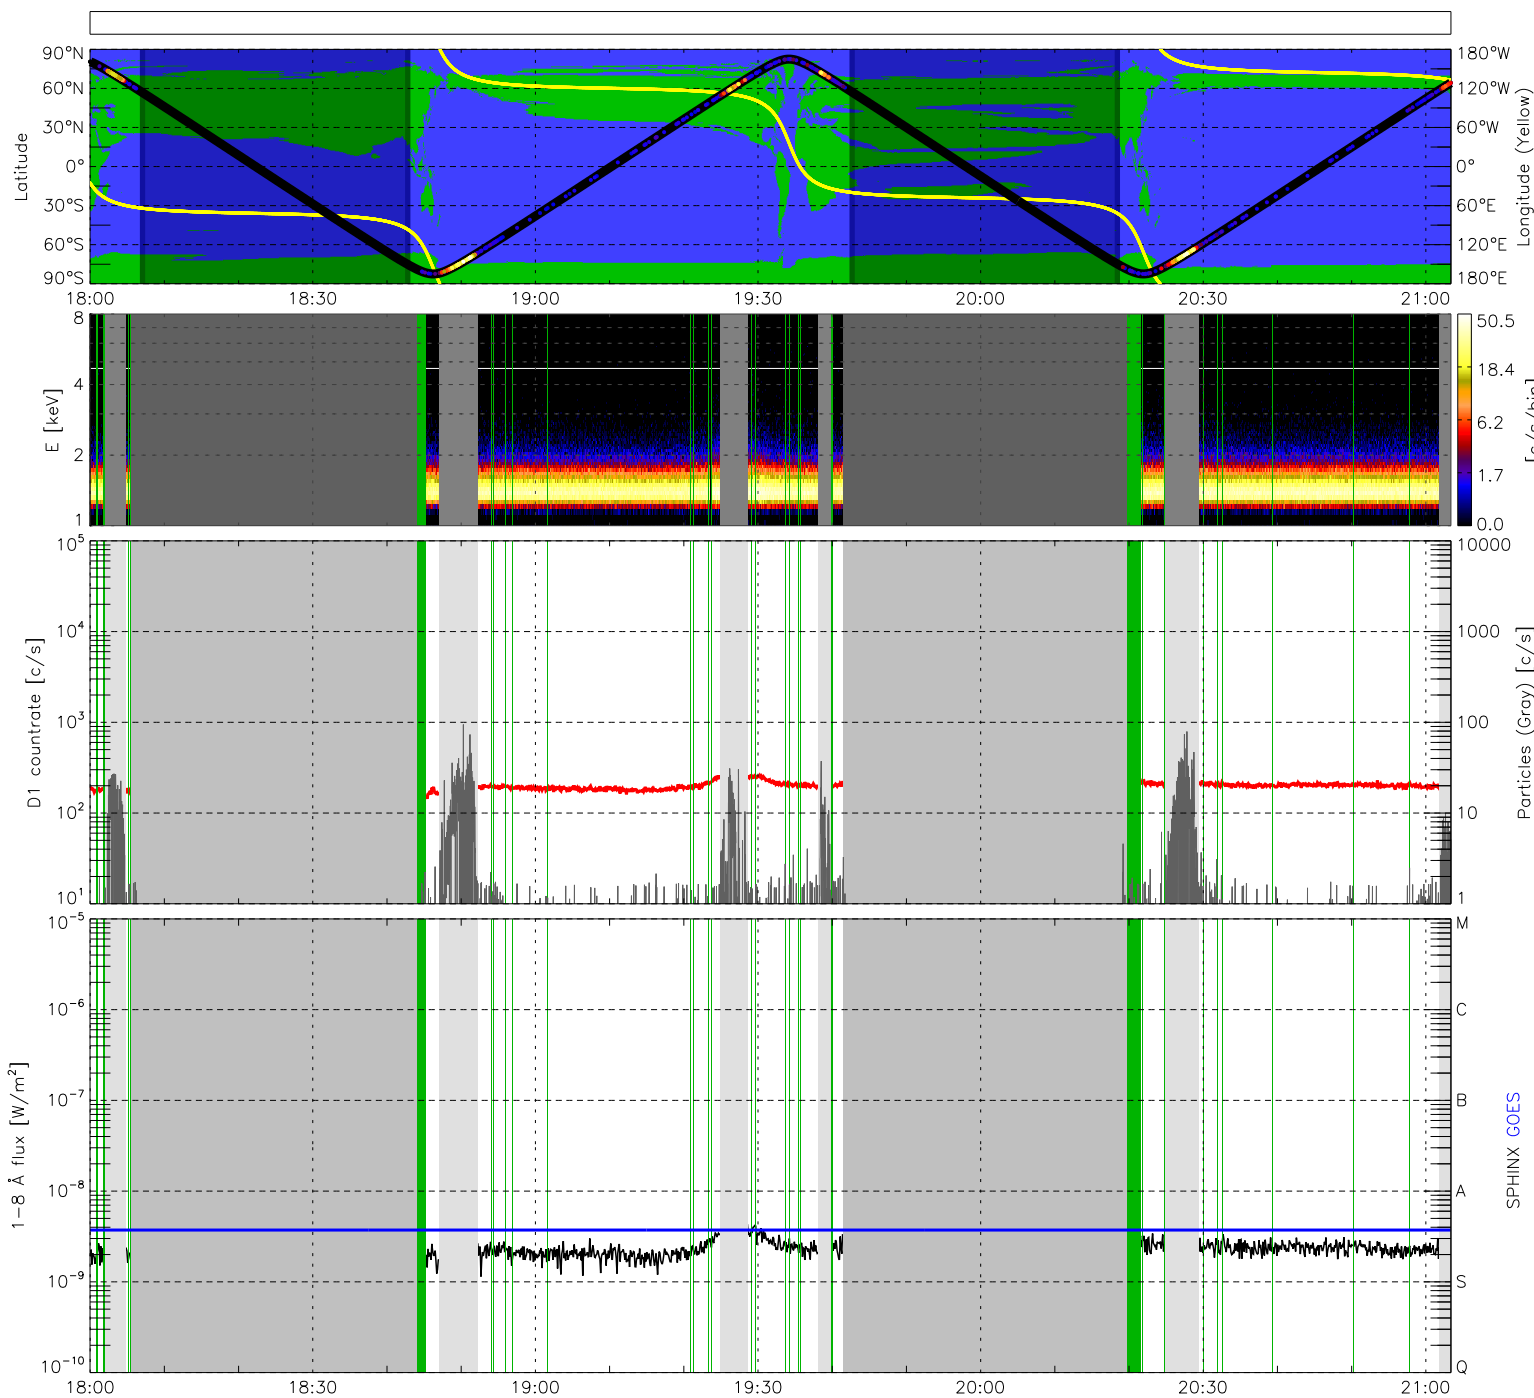 90°N
60°N
30°N
0°
30°S
60°S
90°S
Latitude
180°W
120°W
60°W
0°
60°E
120°E
180°E
Longitude (Yellow)
18:00 18:30 19:00 19:30 20:00 20:30 21:00
8
4
2
1
E [keV]
50.5
18.4
6.2
1.7
0.0
[c/s/bin]
10^5
10^4
10^3
10^2
10^1
D1 countrate [c/s]
10000
1000
100
10
1
Particles (Gray) [c/s]
10^-5
10^-6
10^-7
10^-8
10^-9
10^-10
1-8 Å flux [W/m²]
M
C
B
A
S
Q
SPHINX GOES
18:00 18:30 19:00 19:30 20:00 20:30 21:00